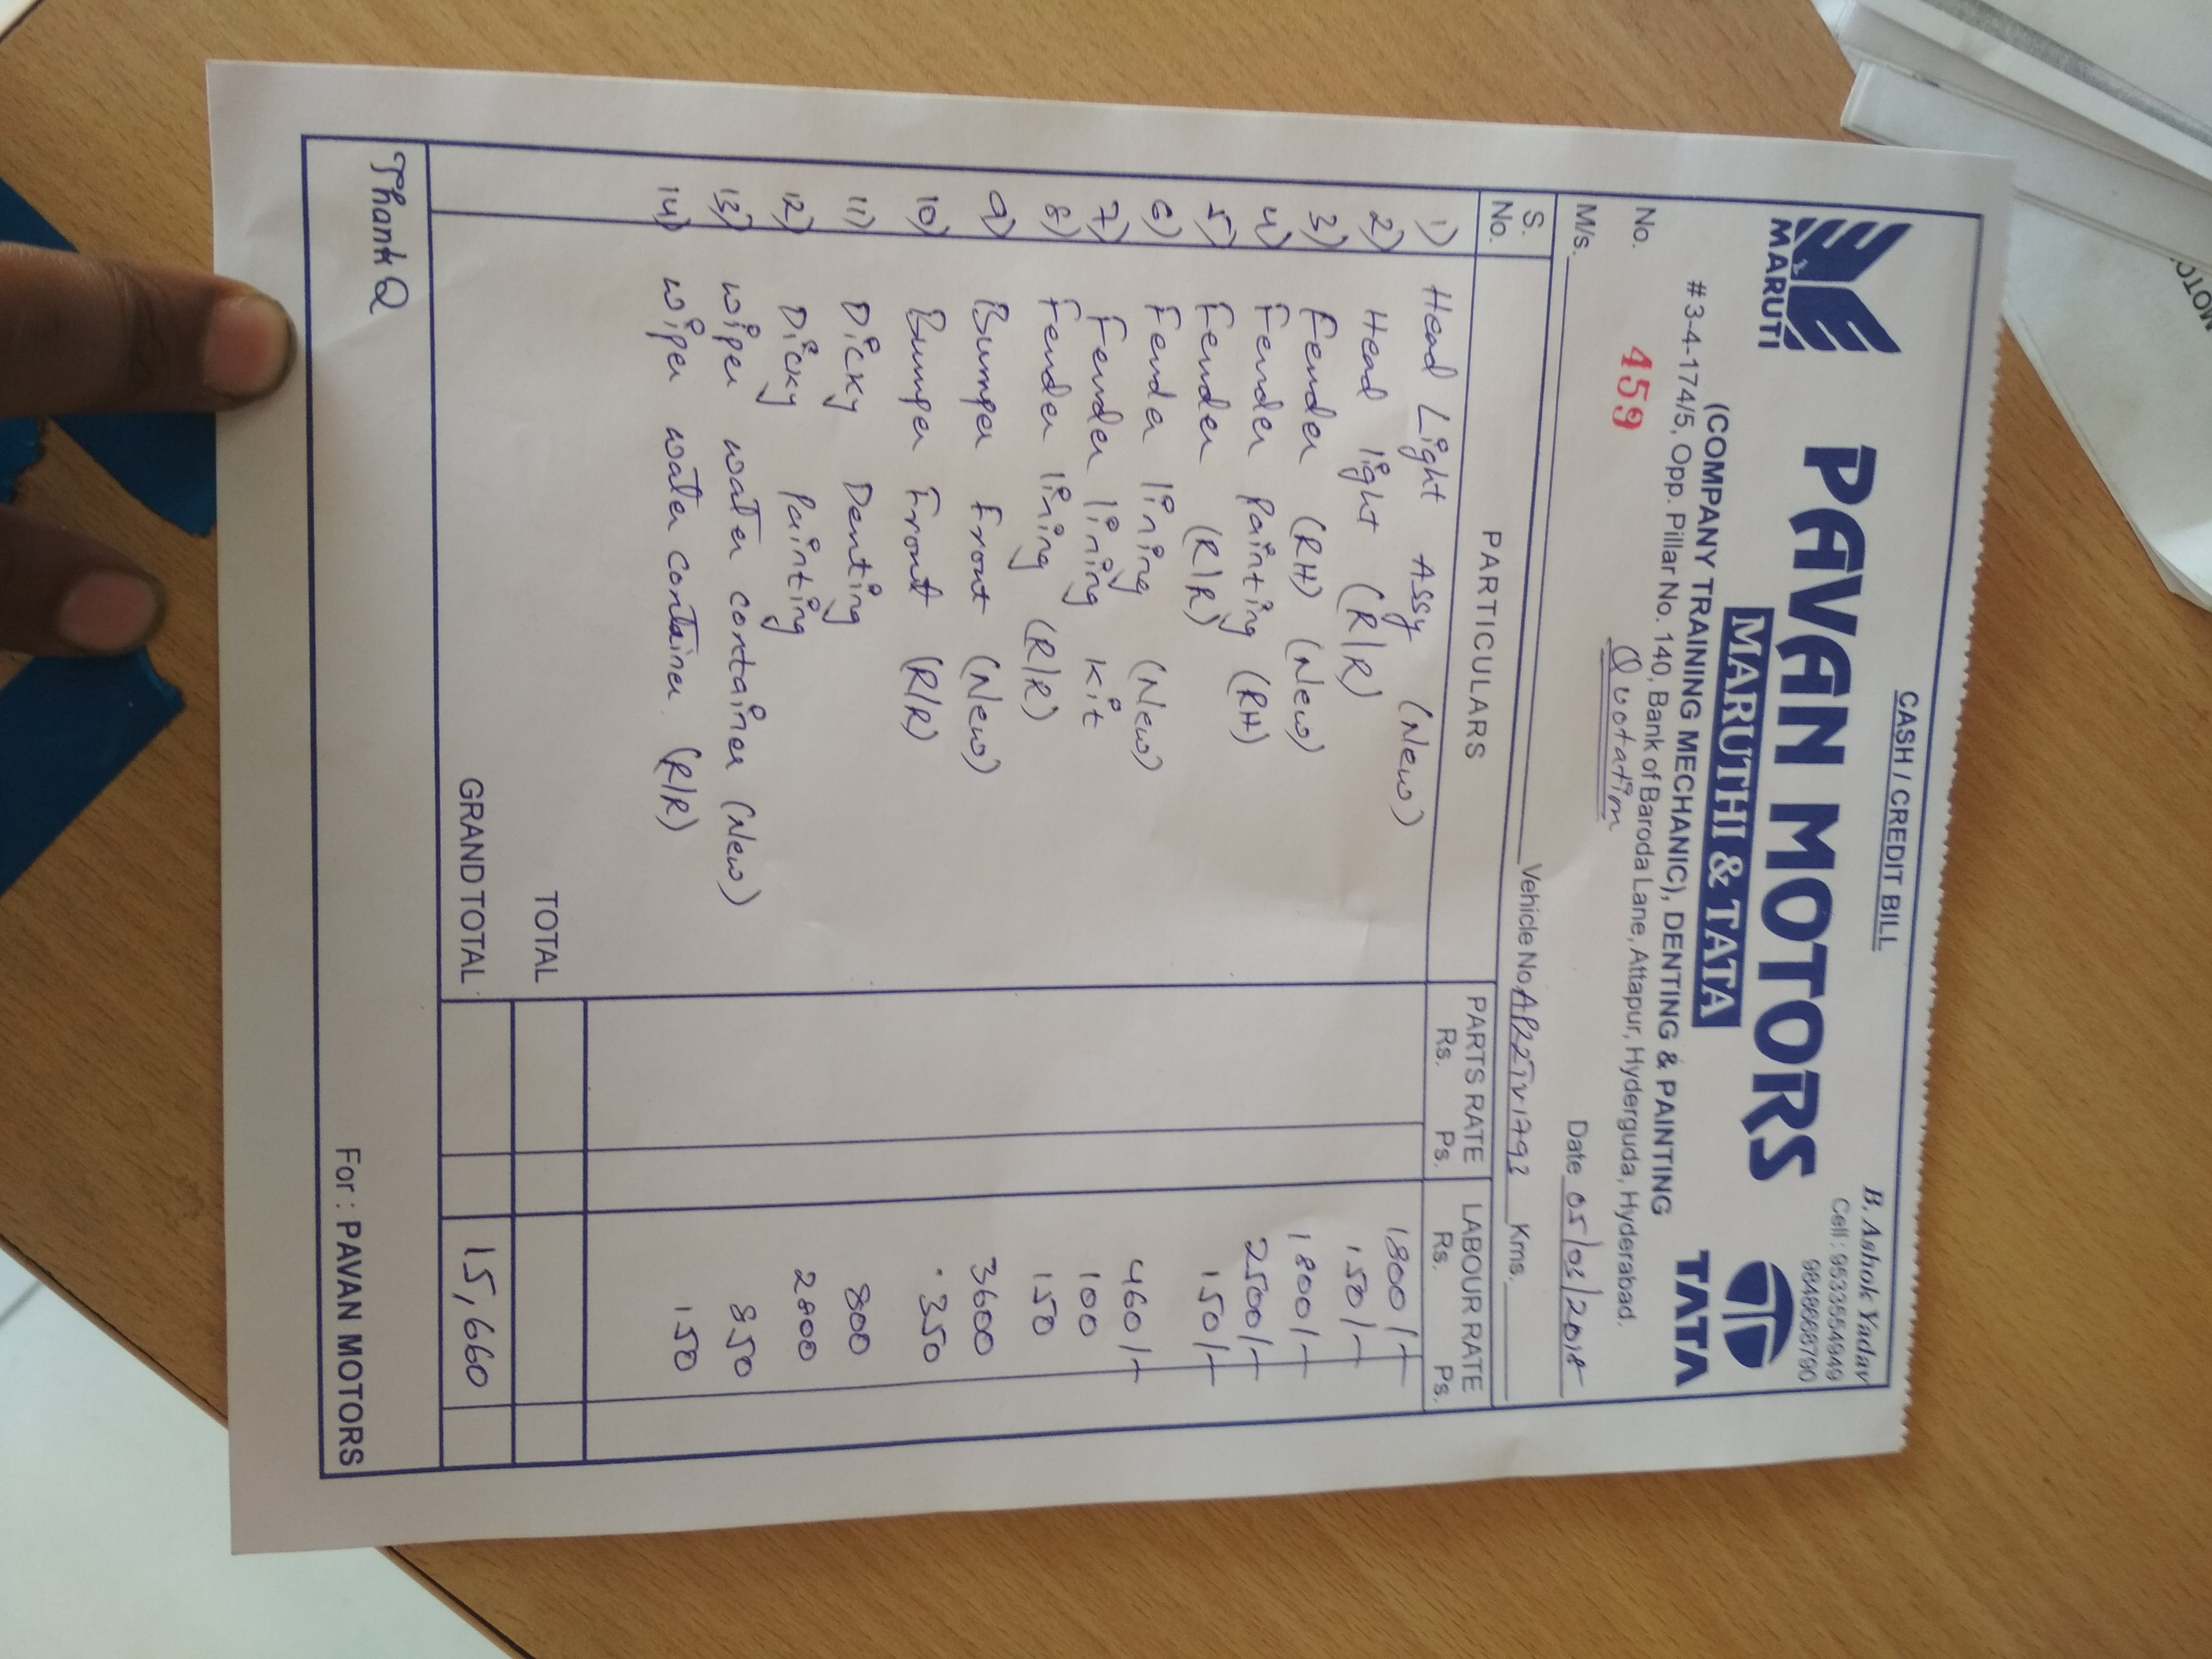 CASH / CREDIT BILL
B. Ashok Yadav
Cell : 9533554949
9848686790
MARUTI
PAVAN MOTORS
TATA
MARUTHI & TATA
(COMPANY TRAINING MECHANIC), DENTING & PAINTING
# 3-4-174/5, Opp. Pillar No. 140, Bank of Baroda Lane, Attapur, Hyderguda, Hyderabad.
No. 459
Quotation
Date 05/01/2018
M/s. Vehicle No. Kms.
S. No. PARTICULARS PARTS RATE Rs. Ps. LABOUR RATE Rs. Ps.
1) Head Light Assy (New) 1800/-
2) Head light (R/R) 150/-
3) Fender (RH) (New) 1800/-
4) Fender Painting (RH) 2500/-
5) Fender (R/R) 150/-
6) Fender lining (New) 460/-
7) Fender lining kit 100
8) Fender lining (R/R) 150
9) Bumper Front (New) 3600
10) Bumper Front (R/R) 350
11) Dicky Denting 800
12) Dicky Painting 2800
13) wiper water container (New) 850
14) wiper water container (R/R) 150
TOTAL
GRAND TOTAL 15,660
Thank Q
For : PAVAN MOTORS